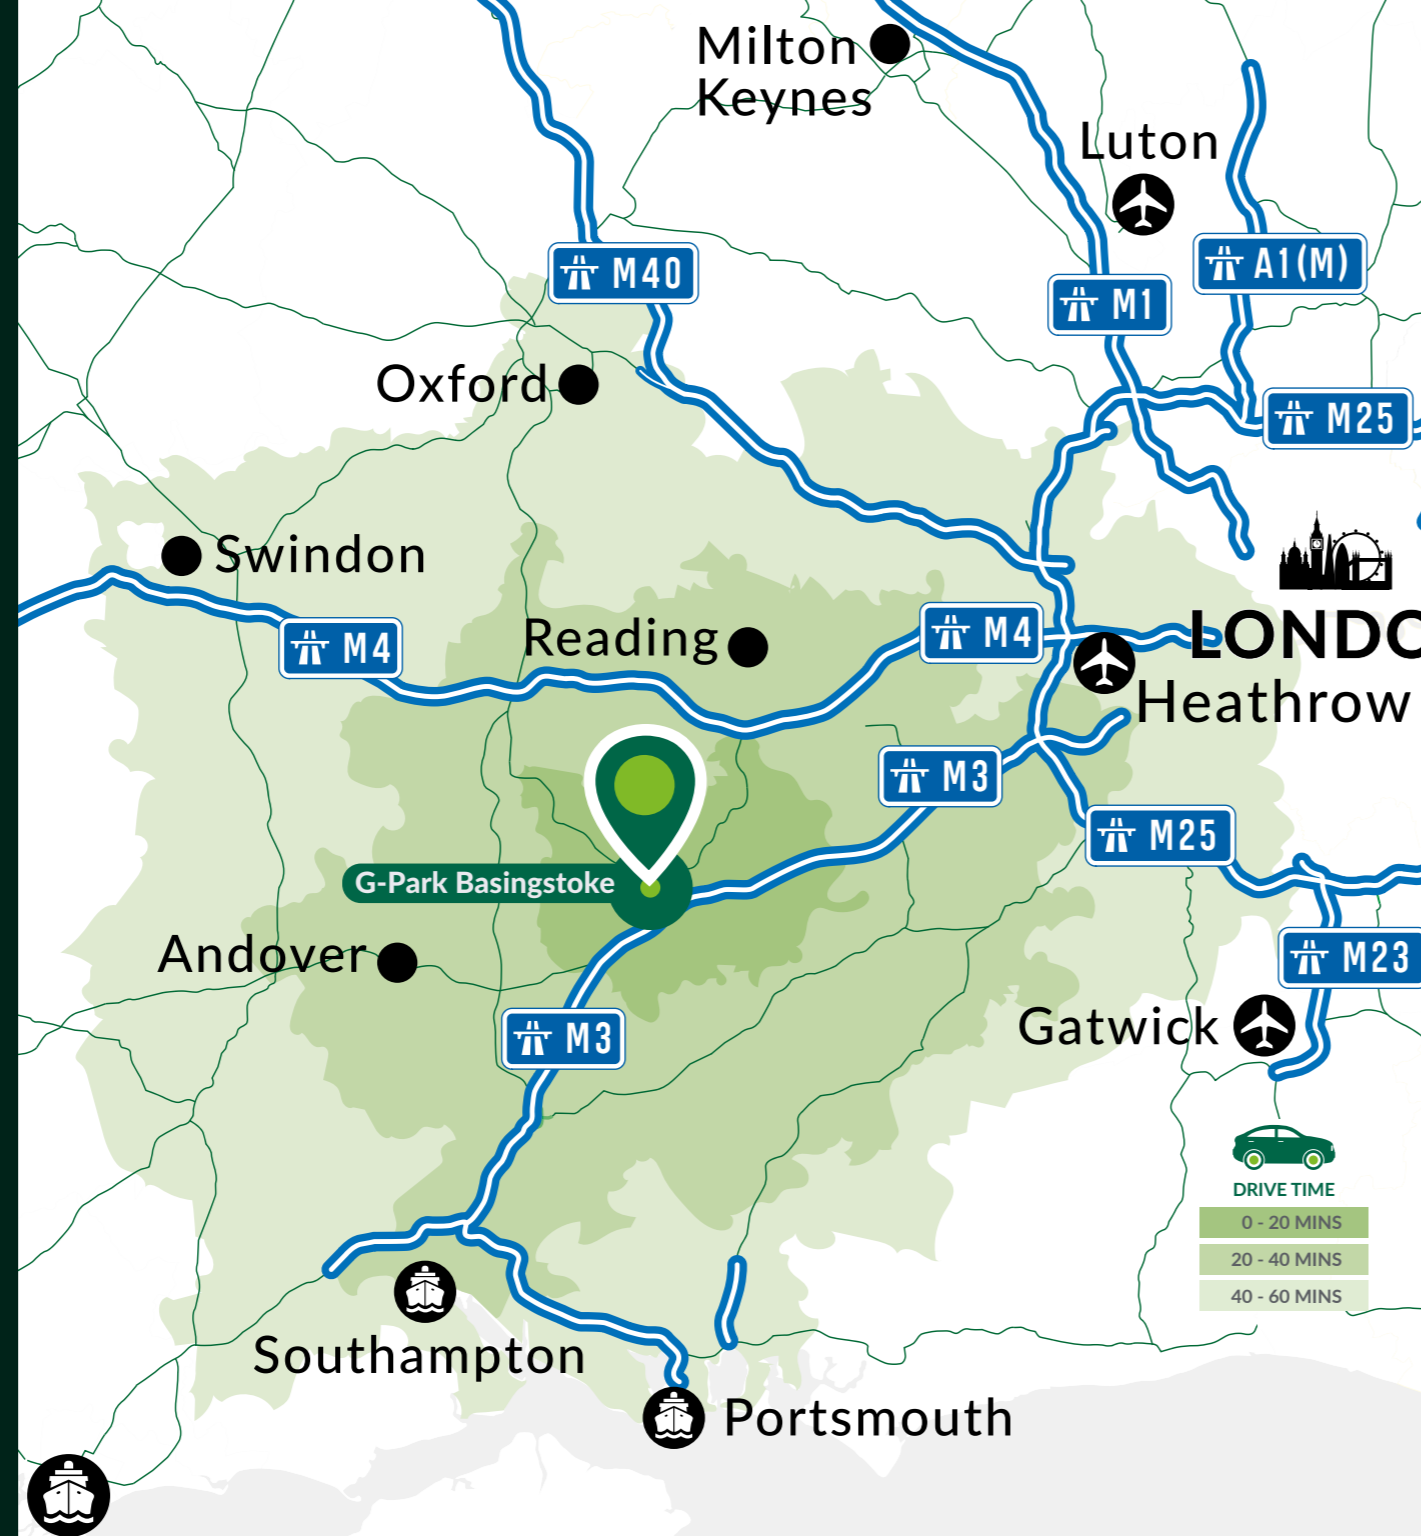 Milton
Keynes
Luton
M40
A1(M)
M1
Oxford
M25
Swindon
M4
Reading
M4
LONDO
Heathrow
M3
M25
G-Park Basingstoke
Andover
M23
M3
Gatwick
DRIVE TIME
0 - 20 MINS
20 - 40 MINS
40 - 60 MINS
Southampton
Portsmouth